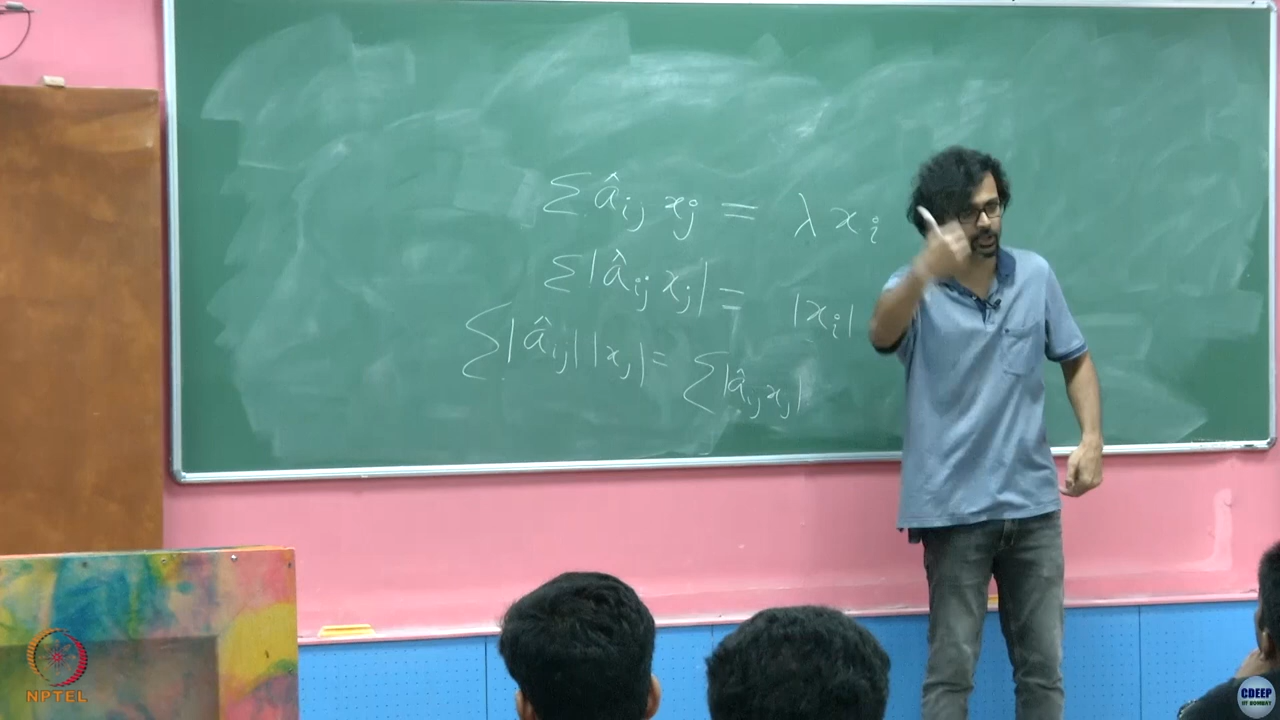 Σ âᵢⱼ xⱼ = λ xᵢ
Σ |âᵢⱼ xⱼ| = |xᵢ|
Σ |âᵢⱼ| |xⱼ| = Σ |âᵢⱼ xⱼ|
NPTEL
CDEEP
IIT BOMBAY